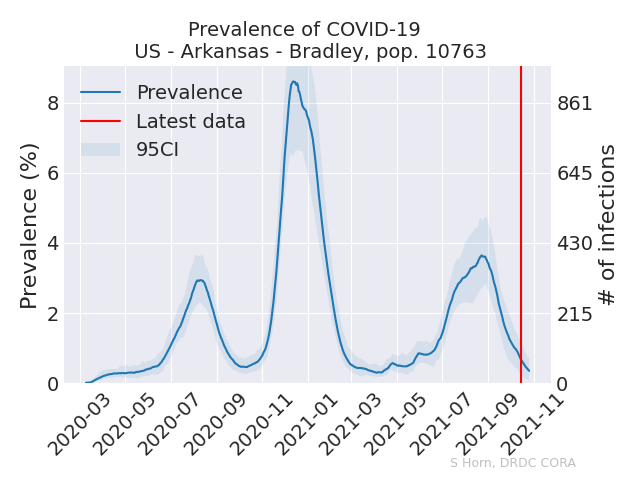 Prevalence of COVID-19
US - Arkansas - Bradley, pop. 10763
Prevalence
Latest data
95CI
Prevalence (%)
8
6
4
2
0
861
645
430
215
0
# of infections
2020-03
2020-05
2020-07
2020-09
2020-11
2021-01
2021-03
2021-05
2021-07
2021-09
2021-11
S Horn, DRDC CORA